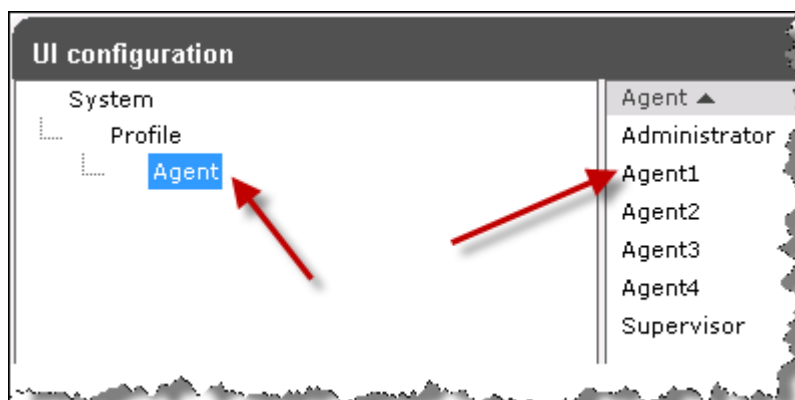 UI configuration
System
Profile
Agent
Agent ▲
Administrator
Agent1
Agent2
Agent3
Agent4
Supervisor